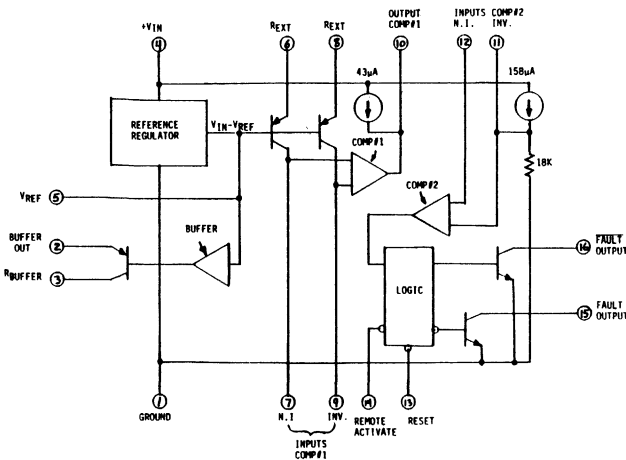 +VIN
4
REXT
6
REXT
8
OUTPUT
COMP#1
10
INPUTS COMP#2
N.I. INV.
12
11
43µA
158µA
REFERENCE
REGULATOR
VIN-VREF
COMP#1
18K
VREF
5
COMP#2
BUFFER
OUT
2
BUFFER
RBUFFER
3
LOGIC
16
FAULT
OUTPUT
15
FAULT
OUTPUT
1
GROUND
7
N.I
9
INV.
INPUTS
COMP#1
14
REMOTE
ACTIVATE
13
RESET